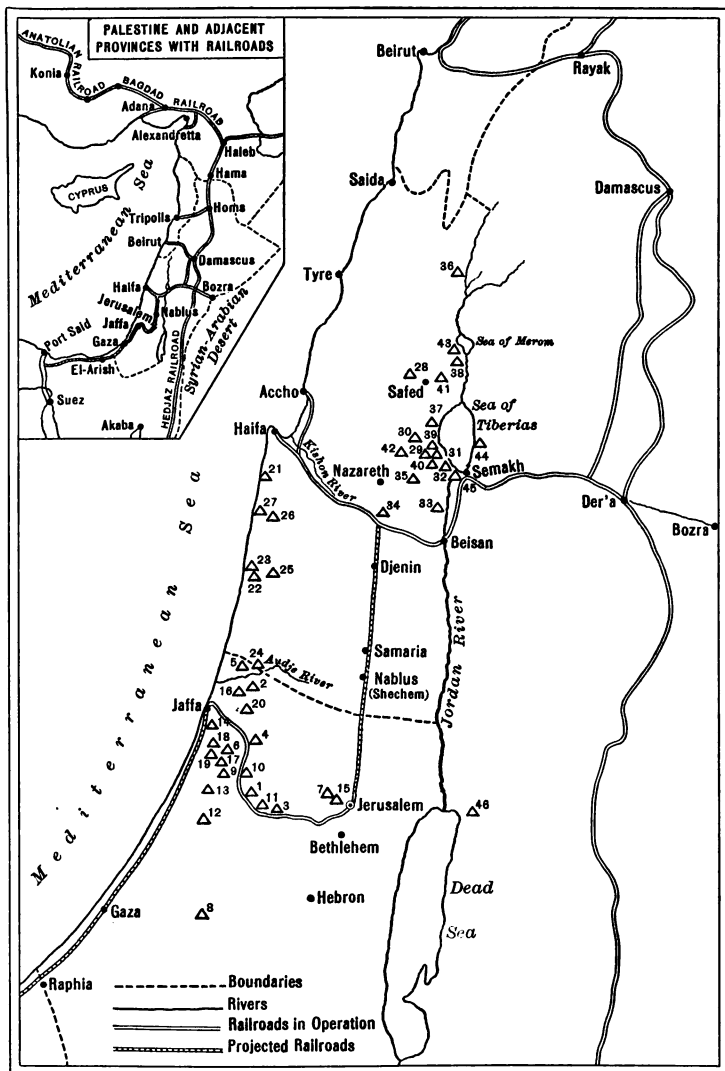 PALESTINE AND ADJACENT
PROVINCES WITH RAILROADS
ANATOLIAN
RAILROAD
Konia
BAGDAD
RAILROAD
Adana
Alexandretta
Haleb
Hama
CYPRUS
Mediterranean Sea
Tripolla
Homa
Beirut
Damascus
Haifa
Bozra
Jerusalem
Nablus
Jaffa
Gaza
Port Said
El-Arish
HEDJAZ RAILROAD
Syrian-Arabian
Desert
Suez
Akaba
Beirut
Rayak
Saida
Damascus
Tyre
36
43
Sea of Merom
28
38
Safed
41
Accho
37
Sea of
Tiberias
Haifa
Kishon River
30
39
44
42
29
31
Nazareth
40
Semakh
21
35
32
45
27
26
34
33
Der'a
Bozra
Beisan
23
25
22
Djenin
Mediterranean Sea
Samaria
24
5
Aydje River
Nablus
(Shechem)
16
2
Jordan River
Jaffa
20
14
18
6
4
19
17
9
10
13
1
7
15
11
3
Jerusalem
46
12
Bethlehem
Hebron
Dead
Sea
Gaza
8
Raphia
Boundaries
Rivers
Railroads in Operation
Projected Railroads